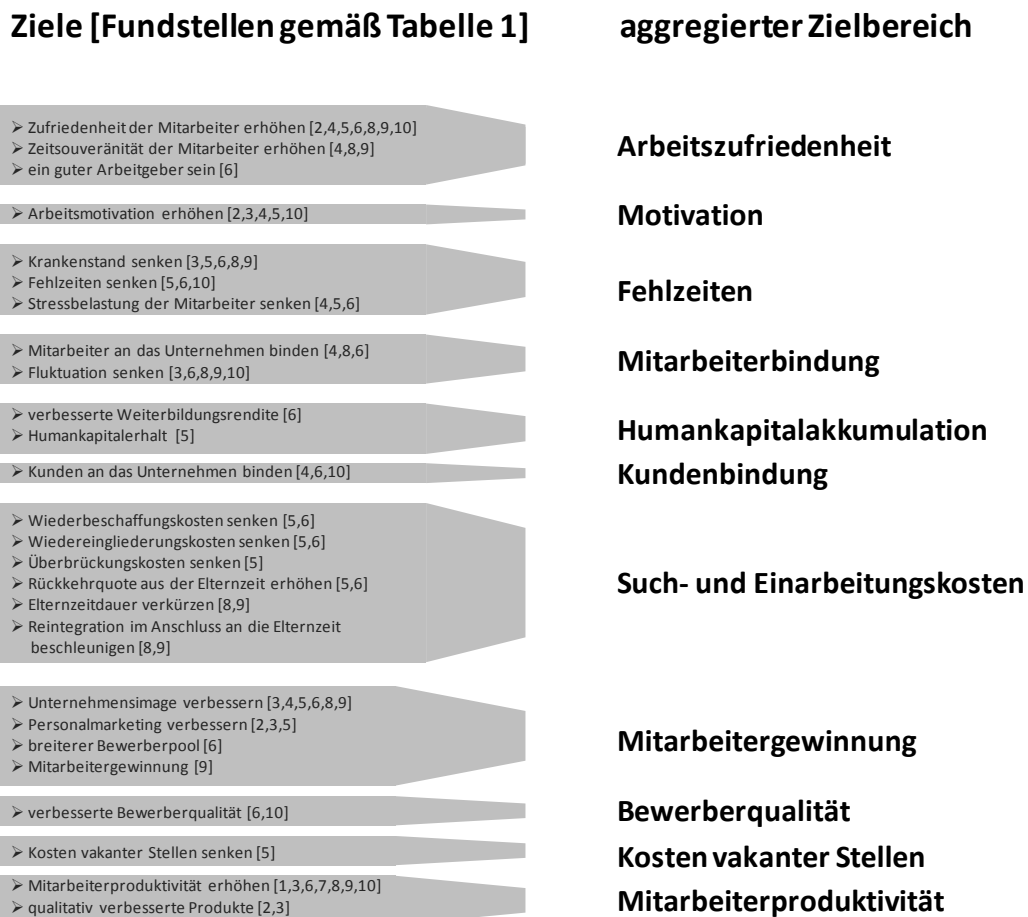 Ziele [Fundstellen gemäß Tabelle 1] aggregierter Zielbereich
➢ Zufriedenheit der Mitarbeiter erhöhen [2,4,5,6,8,9,10]
➢ Zeitsouveränität der Mitarbeiter erhöhen [4,8,9]
➢ ein guter Arbeitgeber sein [6]
Arbeitszufriedenheit
➢ Arbeitsmotivation erhöhen [2,3,4,5,10]
Motivation
➢ Krankenstand senken [3,5,6,8,9]
➢ Fehlzeiten senken [5,6,10]
➢ Stressbelastung der Mitarbeiter senken [4,5,6]
Fehlzeiten
➢ Mitarbeiter an das Unternehmen binden [4,8,6]
➢ Fluktuation senken [3,6,8,9,10]
Mitarbeiterbindung
➢ verbesserte Weiterbildungsrendite [6]
➢ Humankapitalerhalt [5]
Humankapitalakkumulation
➢ Kunden an das Unternehmen binden [4,6,10]
Kundenbindung
➢ Wiederbeschaffungskosten senken [5,6]
➢ Wiedereingliederungskosten senken [5,6]
➢ Überbrückungskosten senken [5]
➢ Rückkehrquote aus der Elternzeit erhöhen [5,6]
➢ Elternzeitdauer verkürzen [8,9]
➢ Reintegration im Anschluss an die Elternzeit
beschleunigen [8,9]
Such- und Einarbeitungskosten
➢ Unternehmensimage verbessern [3,4,5,6,8,9]
➢ Personalmarketing verbessern [2,3,5]
➢ breiterer Bewerberpool [6]
➢ Mitarbeitergewinnung [9]
Mitarbeitergewinnung
➢ verbesserte Bewerberqualität [6,10]
Bewerberqualität
➢ Kosten vakanter Stellen senken [5]
Kosten vakanter Stellen
➢ Mitarbeiterproduktivität erhöhen [1,3,6,7,8,9,10]
➢ qualitativ verbesserte Produkte [2,3]
Mitarbeiterproduktivität